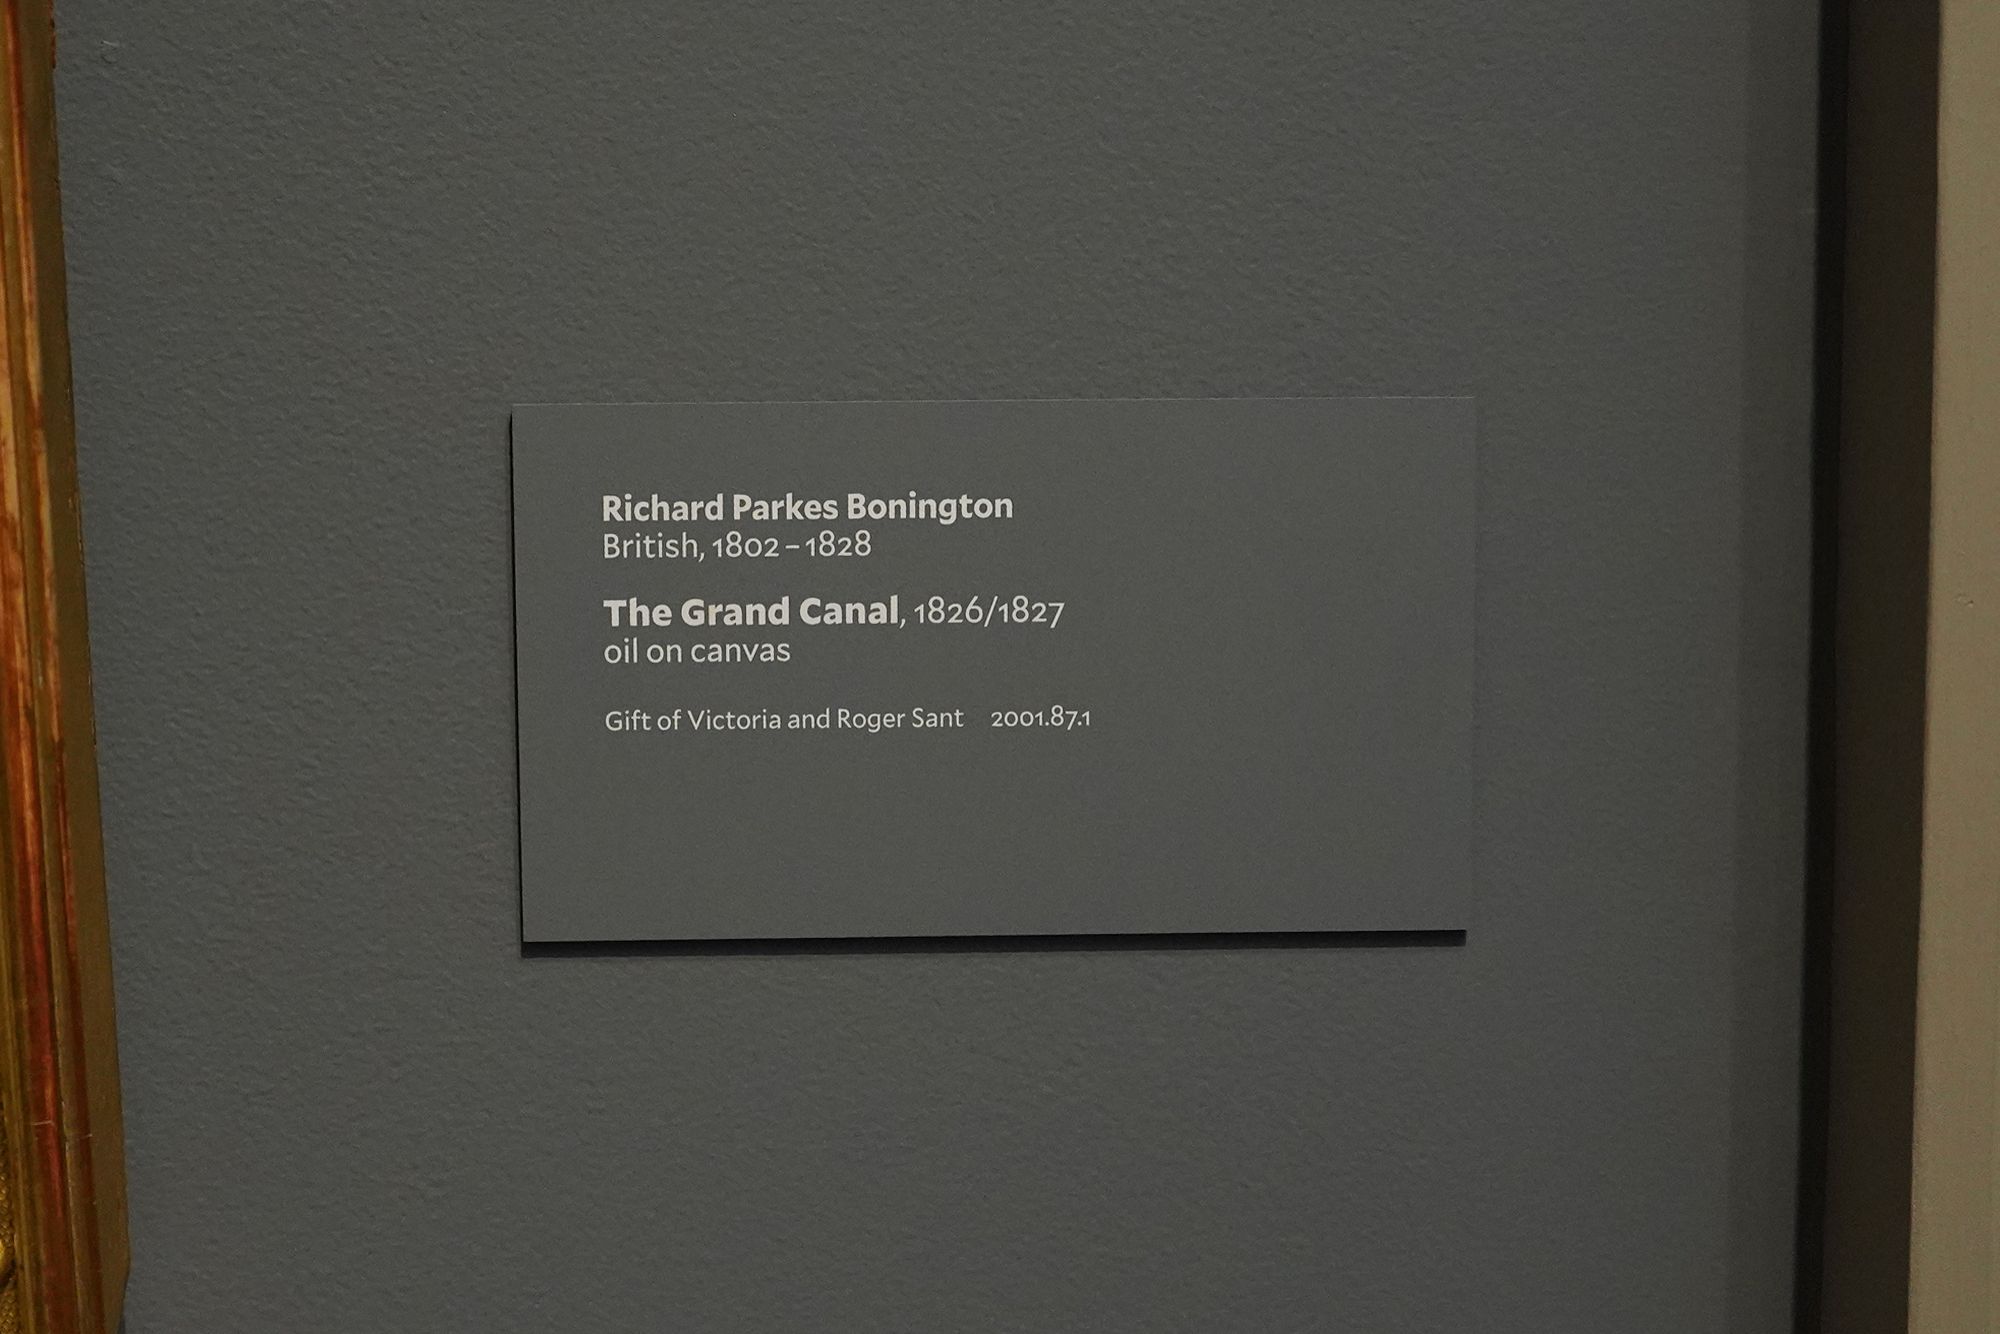 Richard Parkes Bonington
British, 1802–1828
The Grand Canal, 1826/1827
oil on canvas
Gift of Victoria and Roger Sant 2001.87.1